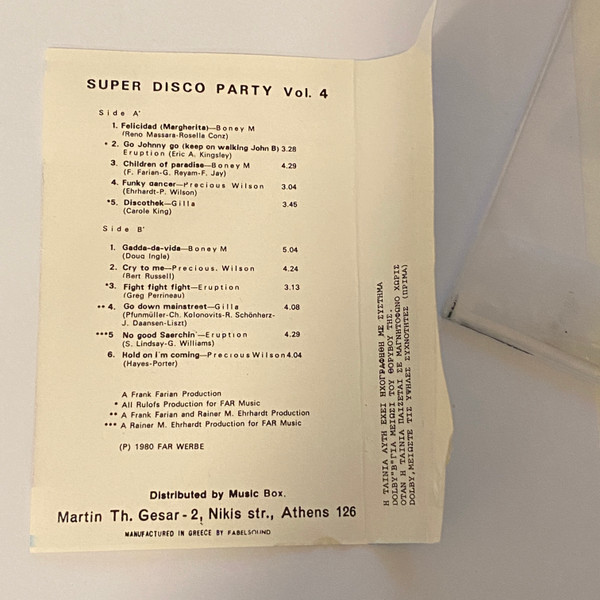 SUPER DISCO PARTY Vol. 4
Side A'
1. Felicidad (Margherita)—Boney M
(Reno Massara-Rosella Conz)
* 2. Go Johnny go (keep on walking John B) 3.28
Eruption (Eric A. Kingsley)
3. Children of paradise—Boney M 4.29
(F. Farian-G. Reyam-F. Jay)
4. Funky dancer—Precious Wilson 3.04
(Ehrhardt-P. Wilson)
*5. Discothek—Gilla 3.45
(Carole King)
Side B'
1. Gadda-da-vida—Boney M 5.04
(Doug Ingle)
2. Cry to me—Precious. Wilson 4.24
(Bert Russell)
*3. Fight fight fight—Eruption 3.13
(Greg Perrineau)
** 4. Go down mainstreet—Gilla 4.08
(Pfunmüller-Ch. Kolonovits-R. Schönherz-
J. Daansen-Liszt)
***5 No good Saerchin'—Eruption 4.29
(S. Lindsay-G. Williams)
6. Hold on I'm coming—Precious Wilson 4.04
(Hayes-Porter)
A Frank Farian Production
* All Rulofs Production for FAR Music
** A Frank Farian and Rainer M. Ehrhardt Production
*** A Rainer M. Ehrhardt Production for FAR Music
(P) 1980 FAR WERBE
Distributed by Music Box.
Martin Th. Gesar - 2, Nikis str., Athens 126
MANUFACTURED IN GREECE BY FABELSOUND
Η ΤΑΙΝΙΑ ΑΥΤΗ ΕΧΕΙ ΗΧΟΓΡΑΦΗΘΗ ΜΕ ΣΥΣΤΗΜΑ
DOLBY"B"ΓΙΑ ΜΕΙΩΣΙ ΤΟΥ ΘΟΡΥΒΟΥ ΤΗΣ.
ΟΤΑΝ Η ΤΑΙΝΙΑ ΠΑΙΖΕΤΑΙ ΣΕ ΜΑΓΝΗΤΟΦΩΝΟ ΧΩΡΙΣ
DOLBY,ΜΕΙΩΣΤΕ ΤΙΣ ΥΨΗΛΕΣ ΣΥΧΝΟΤΗΤΕΣ (ΠΡΙΜΑ)